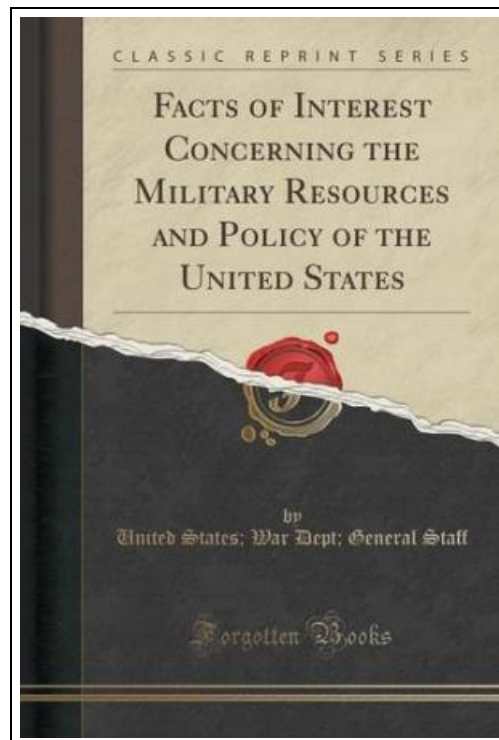 CLASSIC REPRINT SERIES
FACTS OF INTEREST
CONCERNING THE
MILITARY RESOURCES
AND POLICY OF THE
UNITED STATES
by
United States; War Dept; General Staff
Forgotten Books